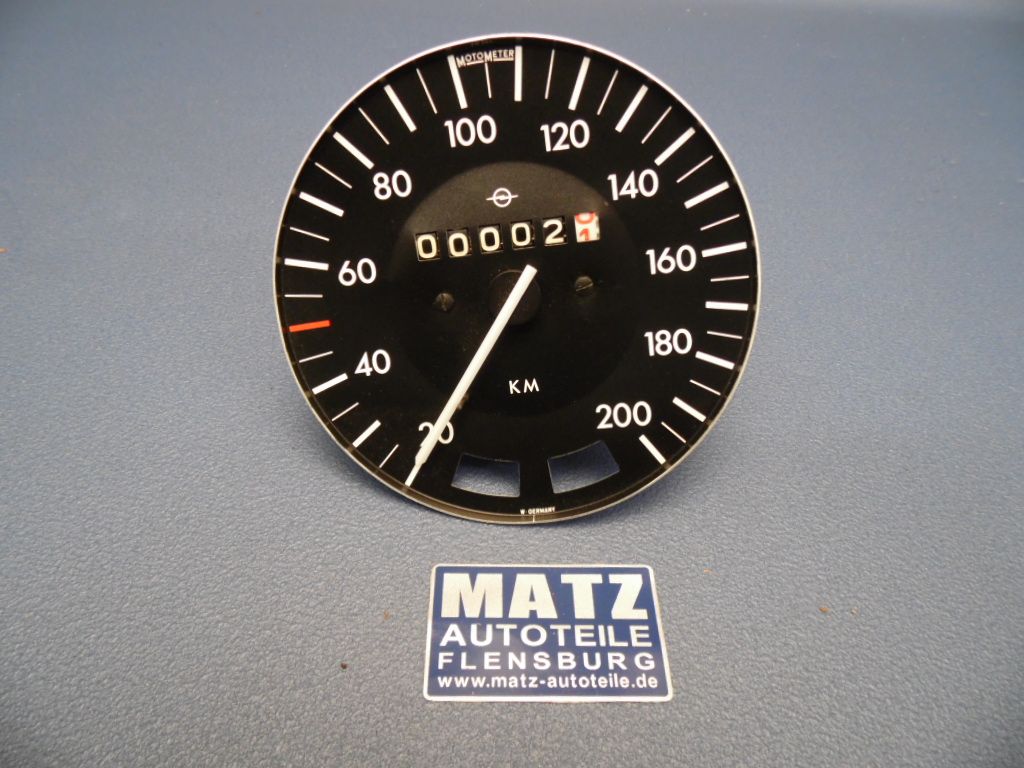 MOTOMETER
100
120
80
140
00002
60
160
40
180
KM
20
200
W. GERMANY
MATZ
AUTOTEILE
FLENSBURG
www.matz-autoteile.de